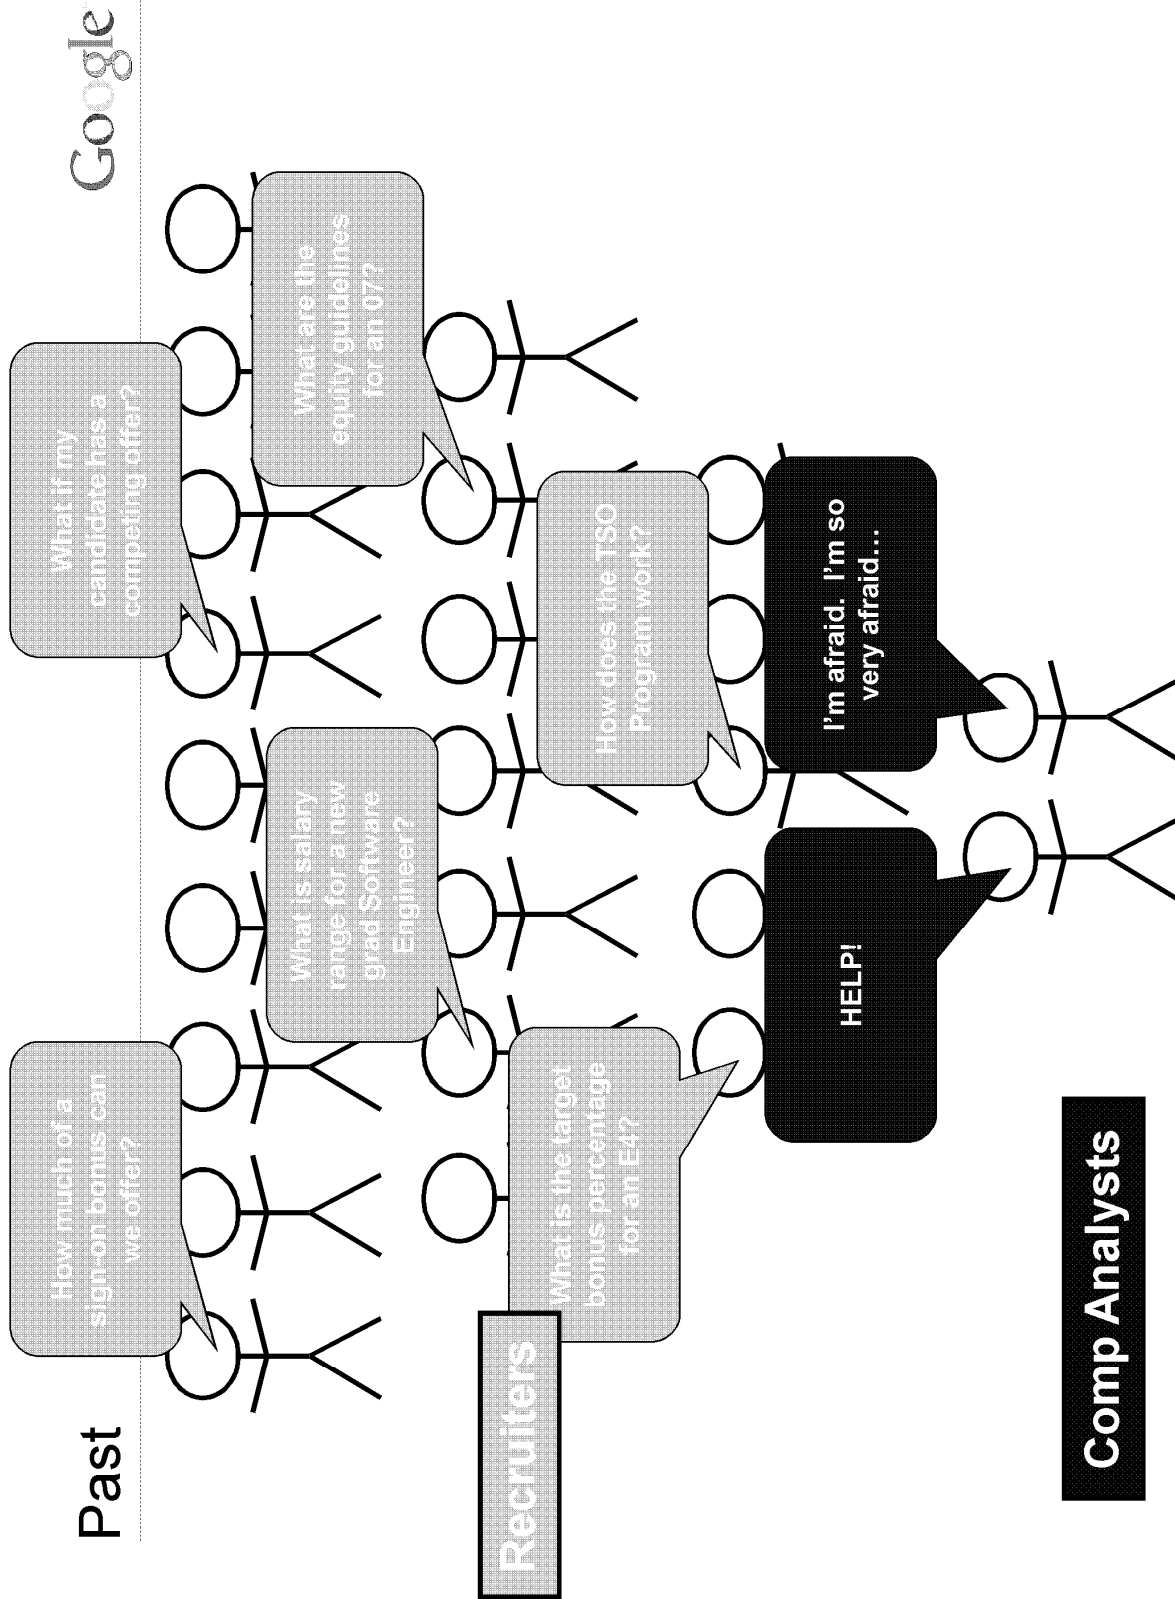 Past
Google
How much of a
sign-on bonus can
we offer?
What if my
candidate has a
competing offer?
What is salary
range for a new
grad Software
Engineer?
What are the
equity guidelines
for an 07?
Recruiters
What is the target
bonus percentage
for an E4?
How does the TSO
Program work?
HELP!
I'm afraid. I'm so
very afraid...
Comp Analysts